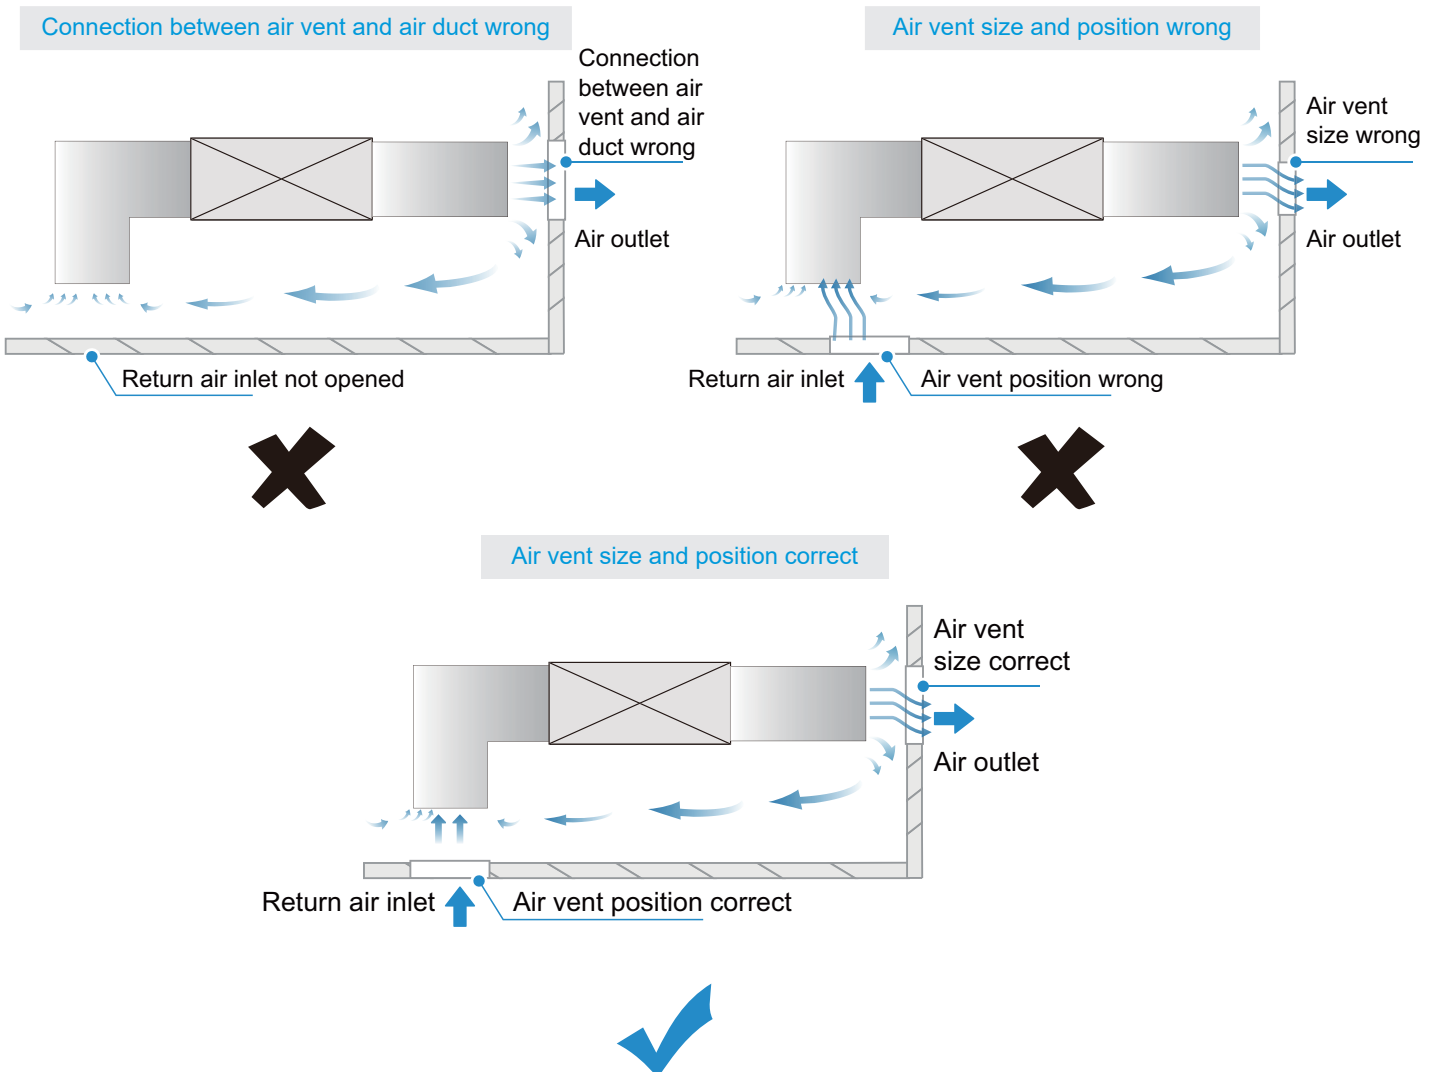 Connection between air vent and air duct wrong
Connection
between air
vent and air
duct wrong
Air outlet
Return air inlet not opened
Air vent size and position wrong
Air vent
size wrong
Air outlet
Return air inlet
Air vent position wrong
Air vent size and position correct
Air vent
size correct
Air outlet
Return air inlet
Air vent position correct